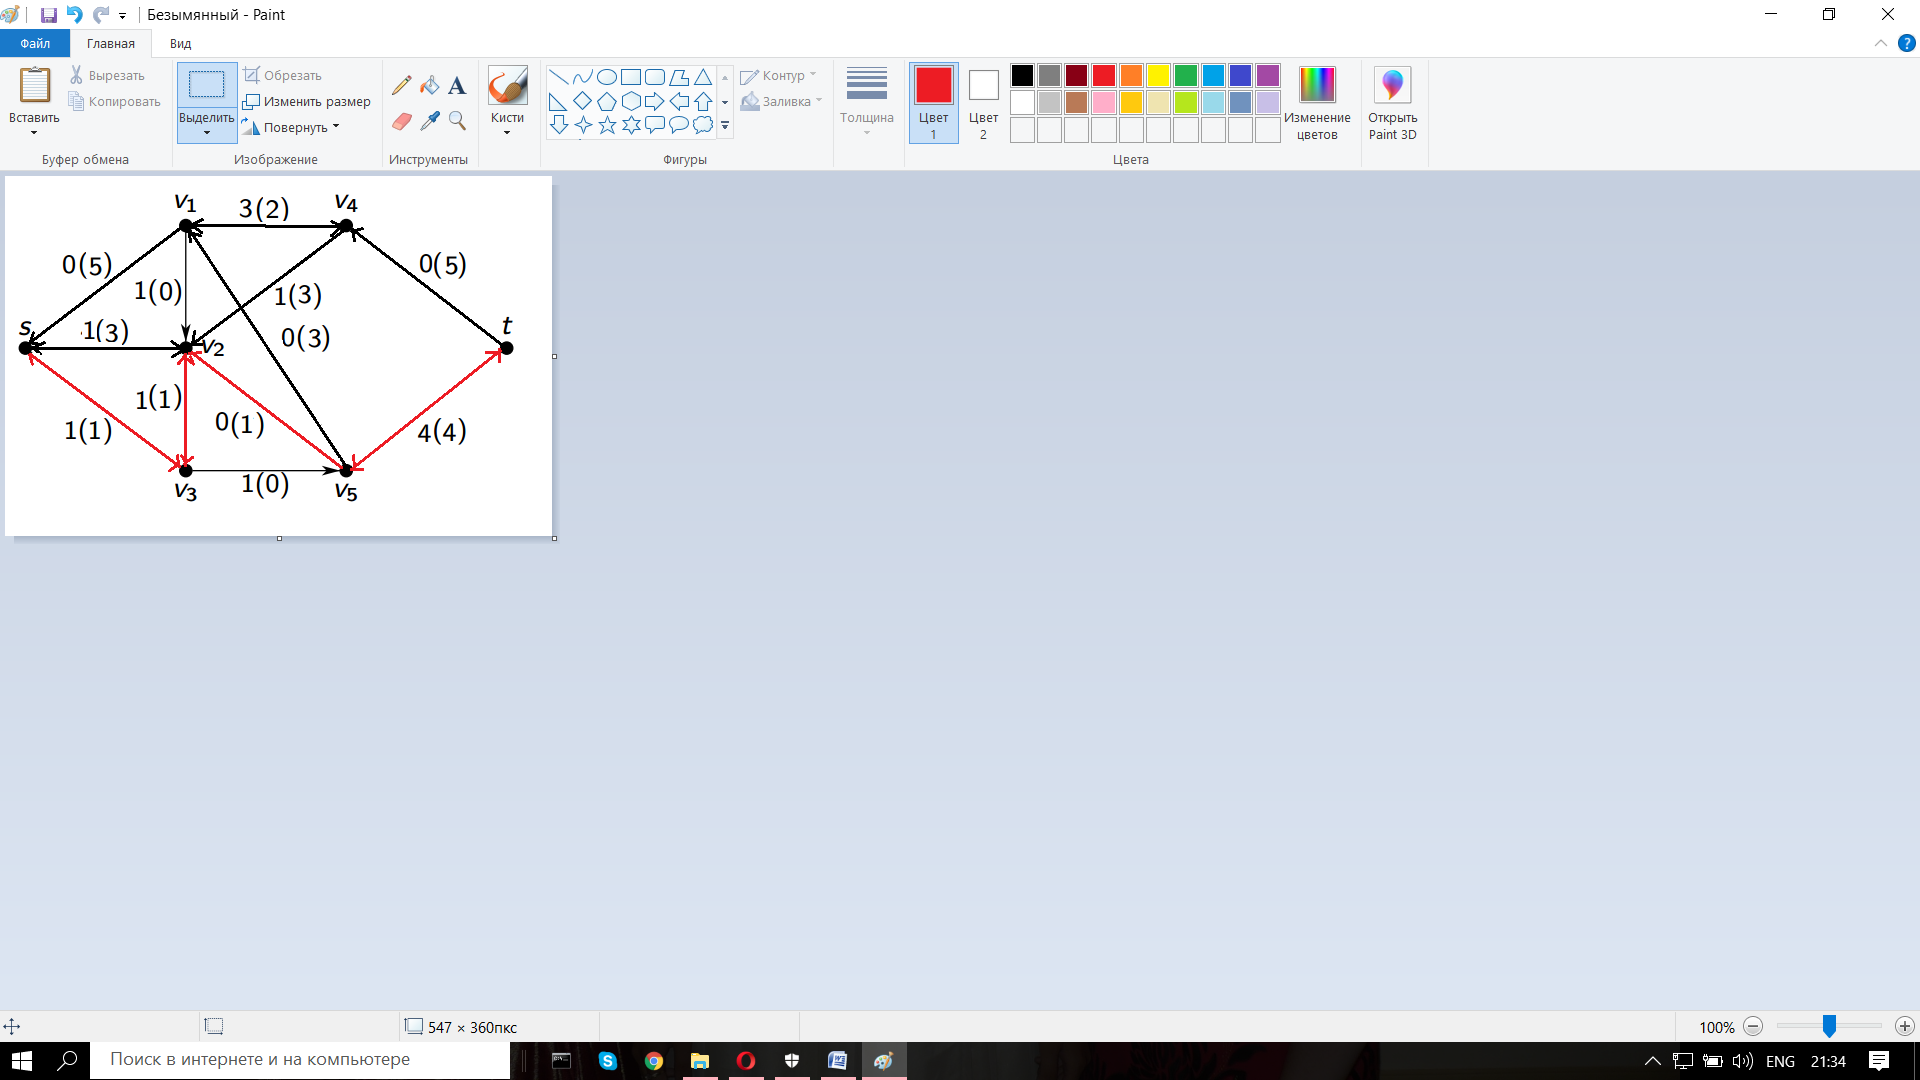 Безымянный - Paint
Файл Главная Вид
Вставить
Вырезать
Копировать
Буфер обмена
Выделить
Обрезать
Изменить размер
Повернуть
Изображение
A
Инструменты
Кисти
Контур
Заливка
Фигуры
Толщина
Цвет 1
Цвет 2
Изменение цветов
Цвета
Открыть Paint 3D
?
v1 3(2) v4
0(5) 0(5)
1(0) 1(3)
s 1(3) 0(3) t
v2
1(1) 0(1)
1(1) 4(4)
v3 1(0) v5
547 × 360пкс
100%
Поиск в интернете и на компьютере
ENG 21:34